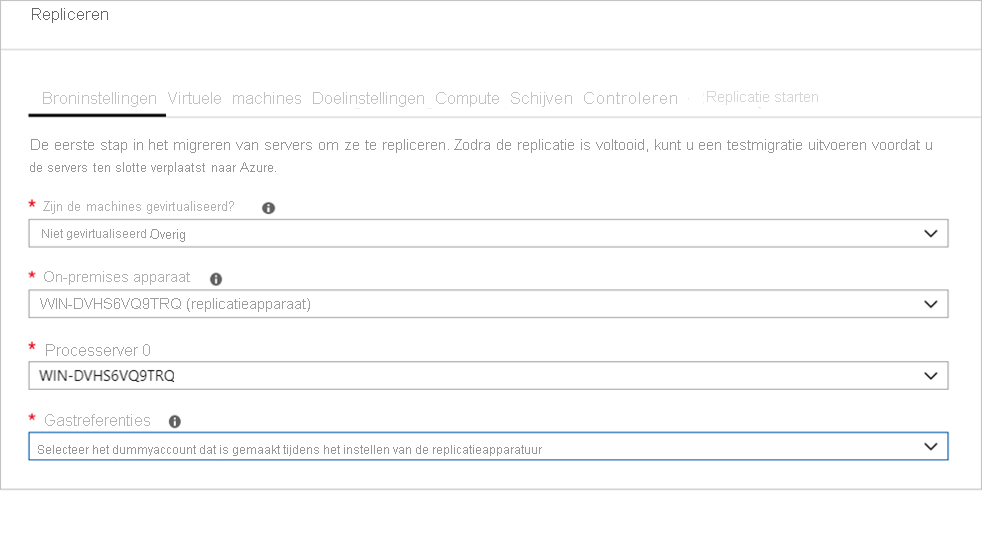 Repliceren
Broninstellingen Virtuele machines Doelinstellingen Compute Schijven Controleren Replicatie starten
De eerste stap in het migreren van servers om ze te repliceren. Zodra de replicatie is voltooid, kunt u een testmigratie uitvoeren voordat u
de servers ten slotte verplaatst naar Azure.
* Zijn de machines gevirtualiseerd?
Niet gevirtualiseerd.Overig
* On-premises apparaat
WIN-DVHS6VQ9TRQ (replicatieapparaat)
* Processerver 0
WIN-DVHS6VQ9TRQ
* Gastreferenties
Selecteer het dummyaccount dat is gemaakt tijdens het instellen van de replicatieapparatuur